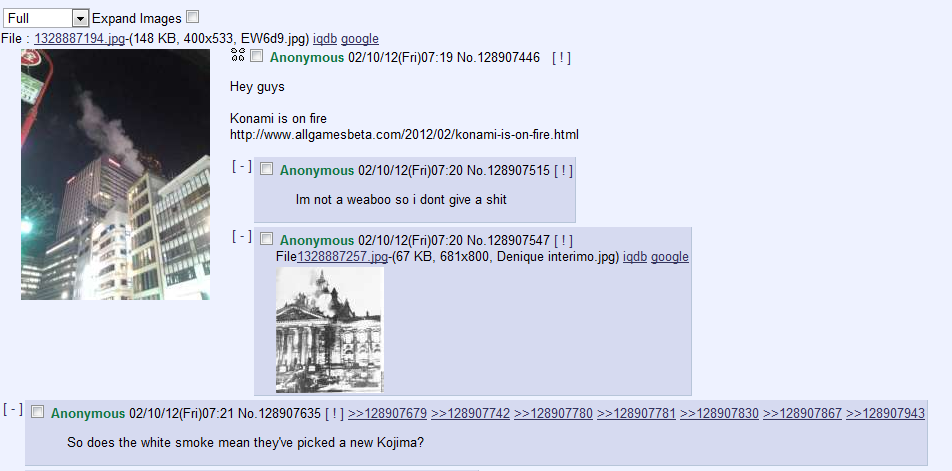 Full Expand Images
File : 1328887194.jpg-(148 KB, 400x533, EW6d9.jpg) iqdb google
Anonymous 02/10/12(Fri)07:19 No.128907446 [ ! ]
Hey guys
Konami is on fire
http://www.allgamesbeta.com/2012/02/konami-is-on-fire.html
[ - ] Anonymous 02/10/12(Fri)07:20 No.128907515 [ ! ]
Im not a weaboo so i dont give a shit
[ - ] Anonymous 02/10/12(Fri)07:20 No.128907547 [ ! ]
File1328887257.jpg-(67 KB, 681x800, Denique interimo.jpg) iqdb google
[ - ] Anonymous 02/10/12(Fri)07:21 No.128907635 [ ! ] >>128907679 >>128907742 >>128907780 >>128907781 >>128907830 >>128907867 >>128907943
So does the white smoke mean they've picked a new Kojima?